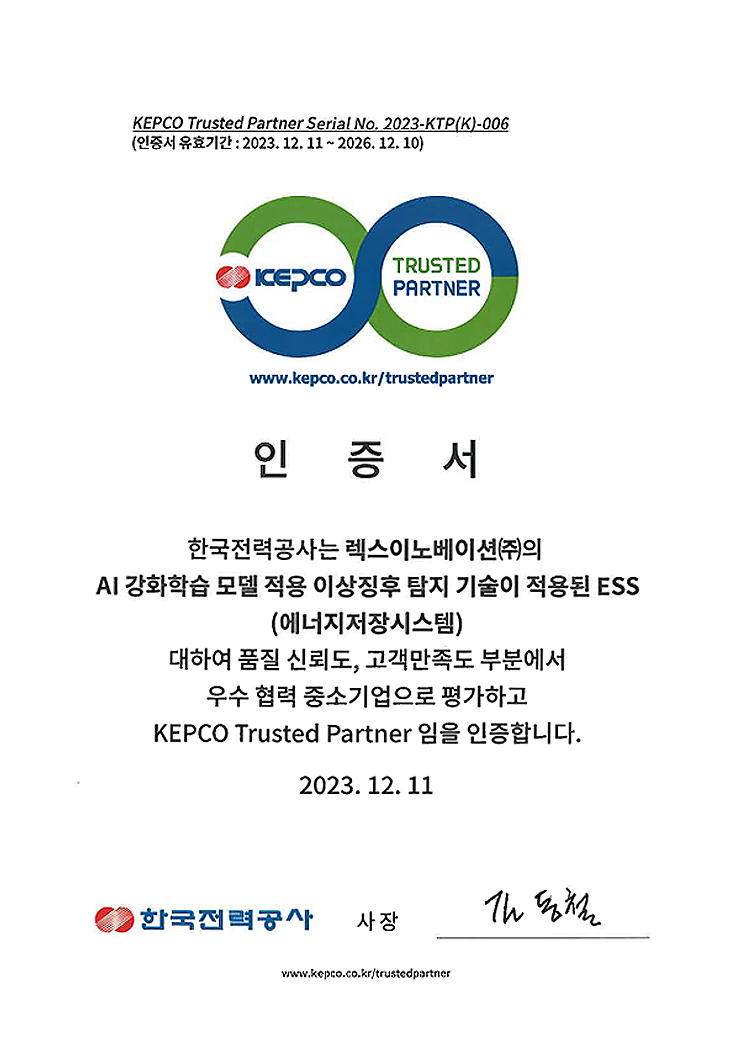 KEPCO Trusted Partner Serial No. 2023-KTP(K)-006
(인증서 유효기간 : 2023. 12. 11 ~ 2026. 12. 10)
KEPCO
TRUSTED
PARTNER
www.kepco.co.kr/trustedpartner
인 증 서
한국전력공사는 렉스이노베이션㈜의
AI 강화학습 모델 적용 이상징후 탐지 기술이 적용된 ESS
(에너지저장시스템)
대하여 품질 신뢰도, 고객만족도 부분에서
우수 협력 중소기업으로 평가하고
KEPCO Trusted Partner 임을 인증합니다.
2023. 12. 11
한국전력공사 사장 김동철
www.kepco.co.kr/trustedpartner